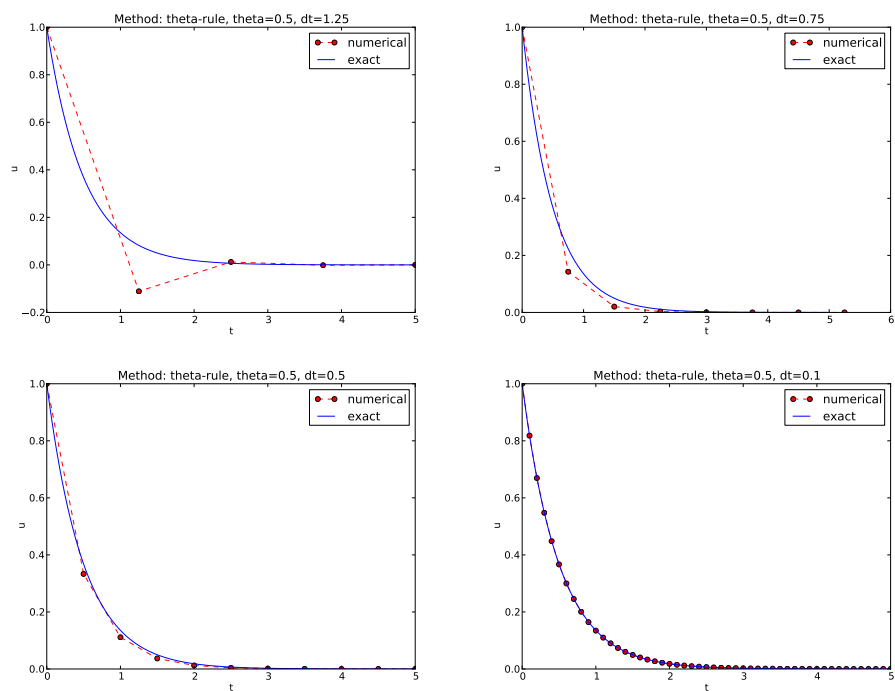 Method: theta-rule, theta=0.5, dt=1.25
numerical
exact
u
1.0
0.8
0.6
0.4
0.2
0.0
−0.2
0 1 2 3 4 5
t
Method: theta-rule, theta=0.5, dt=0.75
numerical
exact
u
1.0
0.8
0.6
0.4
0.2
0.0
0 1 2 3 4 5 6
t
Method: theta-rule, theta=0.5, dt=0.5
numerical
exact
u
1.0
0.8
0.6
0.4
0.2
0.0
0 1 2 3 4 5
t
Method: theta-rule, theta=0.5, dt=0.1
numerical
exact
u
1.0
0.8
0.6
0.4
0.2
0.0
0 1 2 3 4 5
t